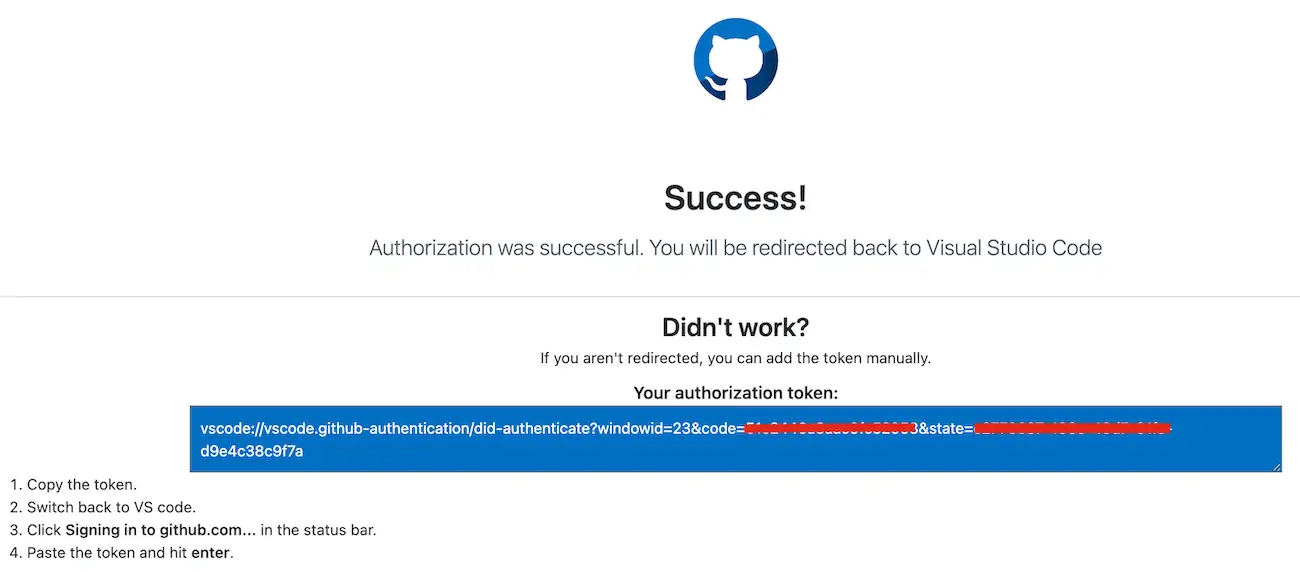 Success!
Authorization was successful. You will be redirected back to Visual Studio Code
Didn't work?
If you aren't redirected, you can add the token manually.
Your authorization token:
vscode://vscode.github-authentication/did-authenticate?windowid=23&code=&state=
d9e4c38c9f7a
1. Copy the token.
2. Switch back to VS code.
3. Click Signing in to github.com... in the status bar.
4. Paste the token and hit enter.